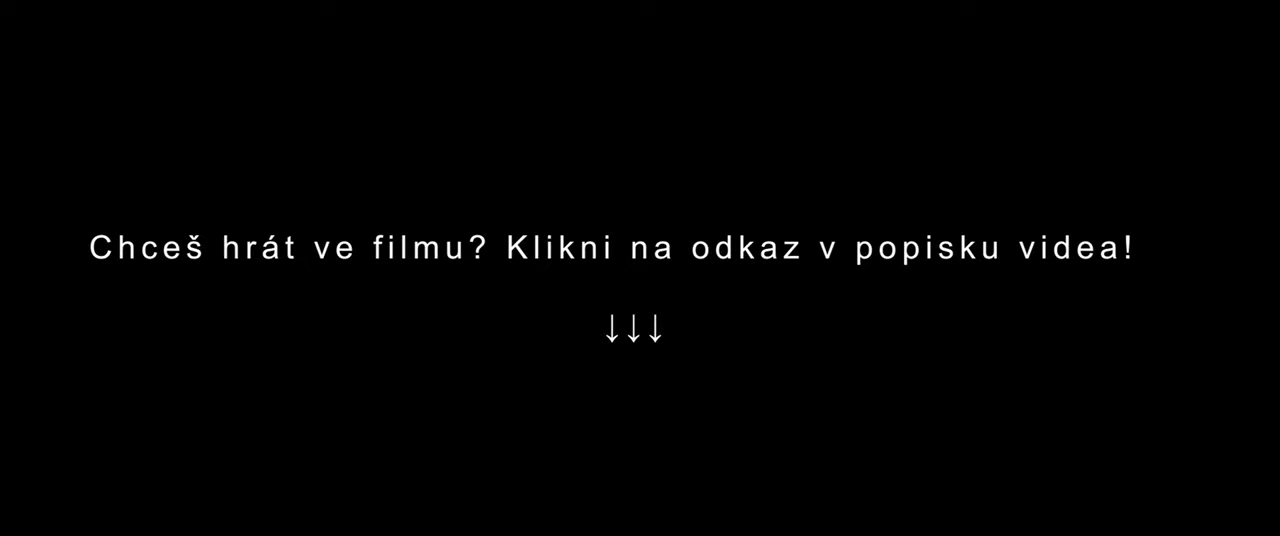 Chceš hrát ve filmu? Klikni na odkaz v popisku videa!
↓↓↓